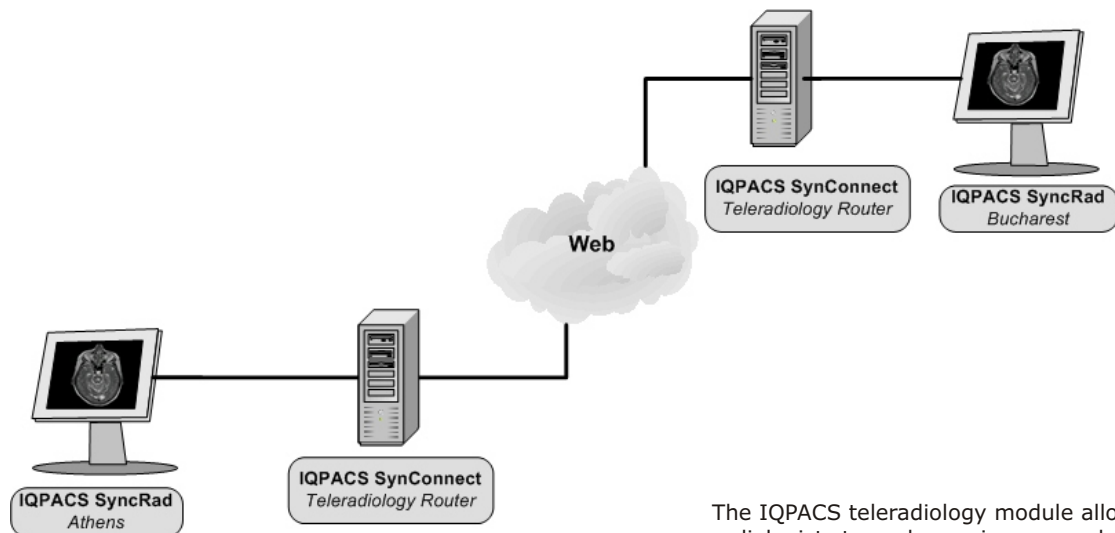 IQPACS SynConnect
Teleradiology Router
IQPACS SyncRad
Bucharest
Web
IQPACS SynConnect
Teleradiology Router
IQPACS SyncRad
Athens
The IQPACS teleradiology module allo